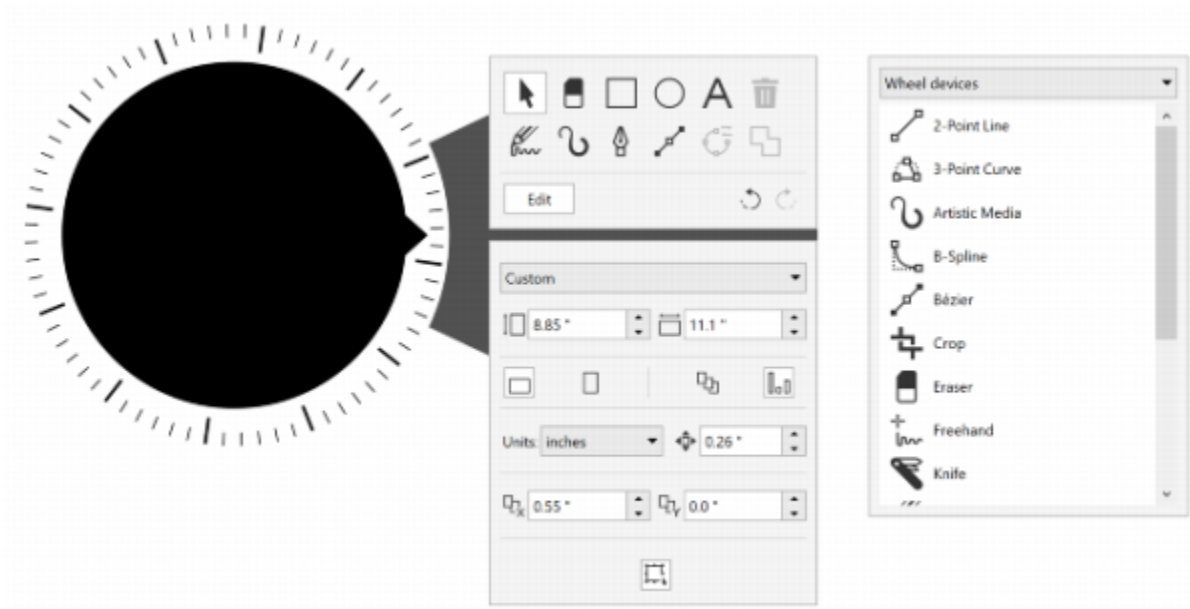 A
Edit
Custom
8.85 "
11.1 "
Units: inches
0.26 "
X 0.55 "
Y 0.0 "
Wheel devices
2-Point Line
3-Point Curve
Artistic Media
B-Spline
Bézier
Crop
Eraser
Freehand
Knife